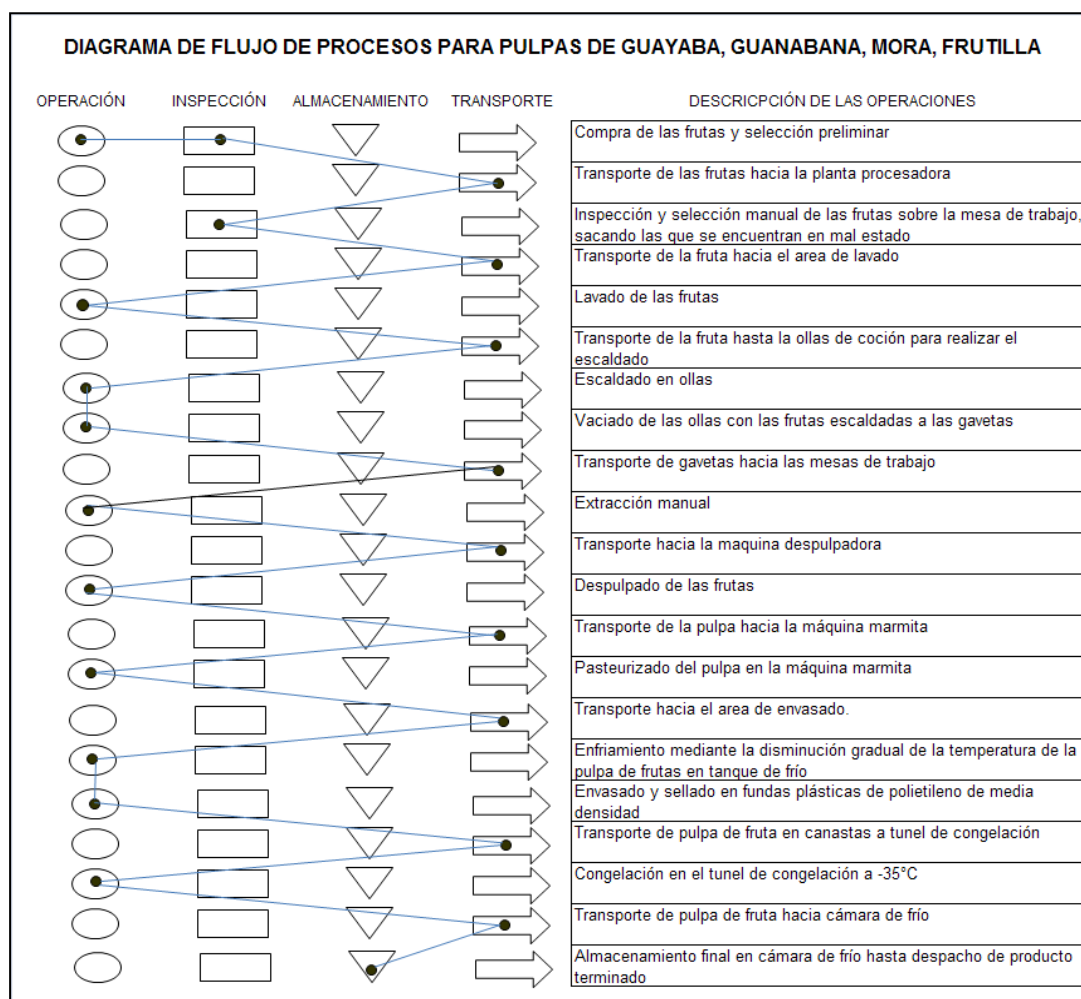 DIAGRAMA DE FLUJO DE PROCESOS PARA PULPAS DE GUAYABA, GUANABANA, MORA, FRUTILLA
OPERACIÓN INSPECCIÓN ALMACENAMIENTO TRANSPORTE DESCRICPCIÓN DE LAS OPERACIONES
Compra de las frutas y selección preliminar
Transporte de las frutas hacia la planta procesadora
Inspección y selección manual de las frutas sobre la mesa de trabajo,
sacando las que se encuentran en mal estado
Transporte de la fruta hacia el area de lavado
Lavado de las frutas
Transporte de la fruta hasta la ollas de coción para realizar el
escaldado
Escaldado en ollas
Vaciado de las ollas con las frutas escaldadas a las gavetas
Transporte de gavetas hacia las mesas de trabajo
Extracción manual
Transporte hacia la maquina despulpadora
Despulpado de las frutas
Transporte de la pulpa hacia la máquina marmita
Pasteurizado del pulpa en la máquina marmita
Transporte hacia el area de envasado.
Enfriamiento mediante la disminución gradual de la temperatura de la
pulpa de frutas en tanque de frío
Envasado y sellado en fundas plásticas de polietileno de media
densidad
Transporte de pulpa de fruta en canastas a tunel de congelación
Congelación en el tunel de congelación a -35°C
Transporte de pulpa de fruta hacia cámara de frío
Almacenamiento final en cámara de frío hasta despacho de producto
terminado